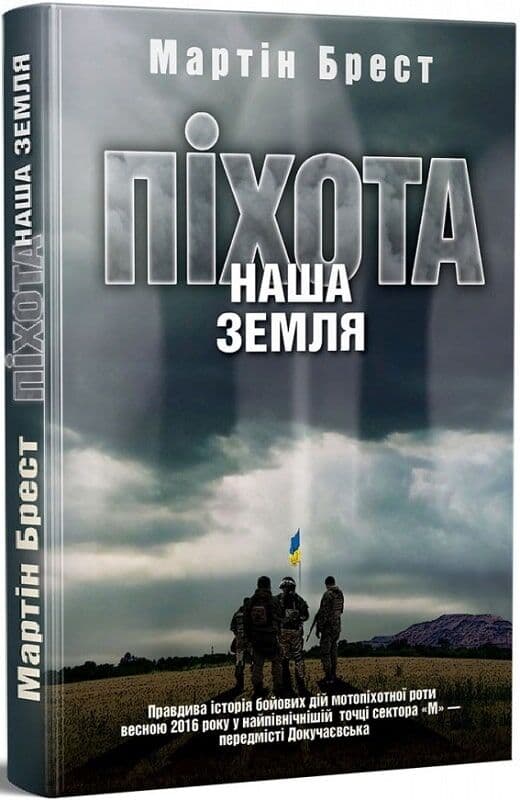 Мартін Брест
ПІХОТА
НАША
ЗЕМЛЯ
Правдива історія бойових дій мотопіхотної роти
весною 2016 року у найпівнічнішій точці сектора «М» —
передмісті Докучаєвська
Мартін Брест ПІХОТА НАША ЗЕМЛЯ